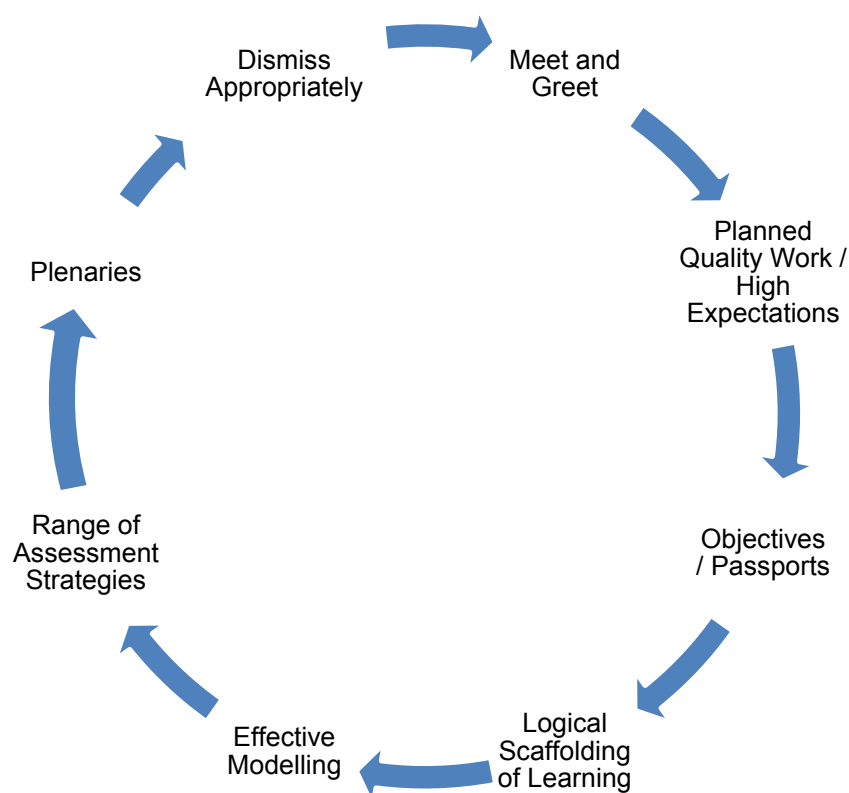 Dismiss
Appropriately
Meet and
Greet
Planned
Quality Work /
High
Expectations
Objectives
/ Passports
Logical
Scaffolding
of Learning
Effective
Modelling
Range of
Assessment
Strategies
Plenaries